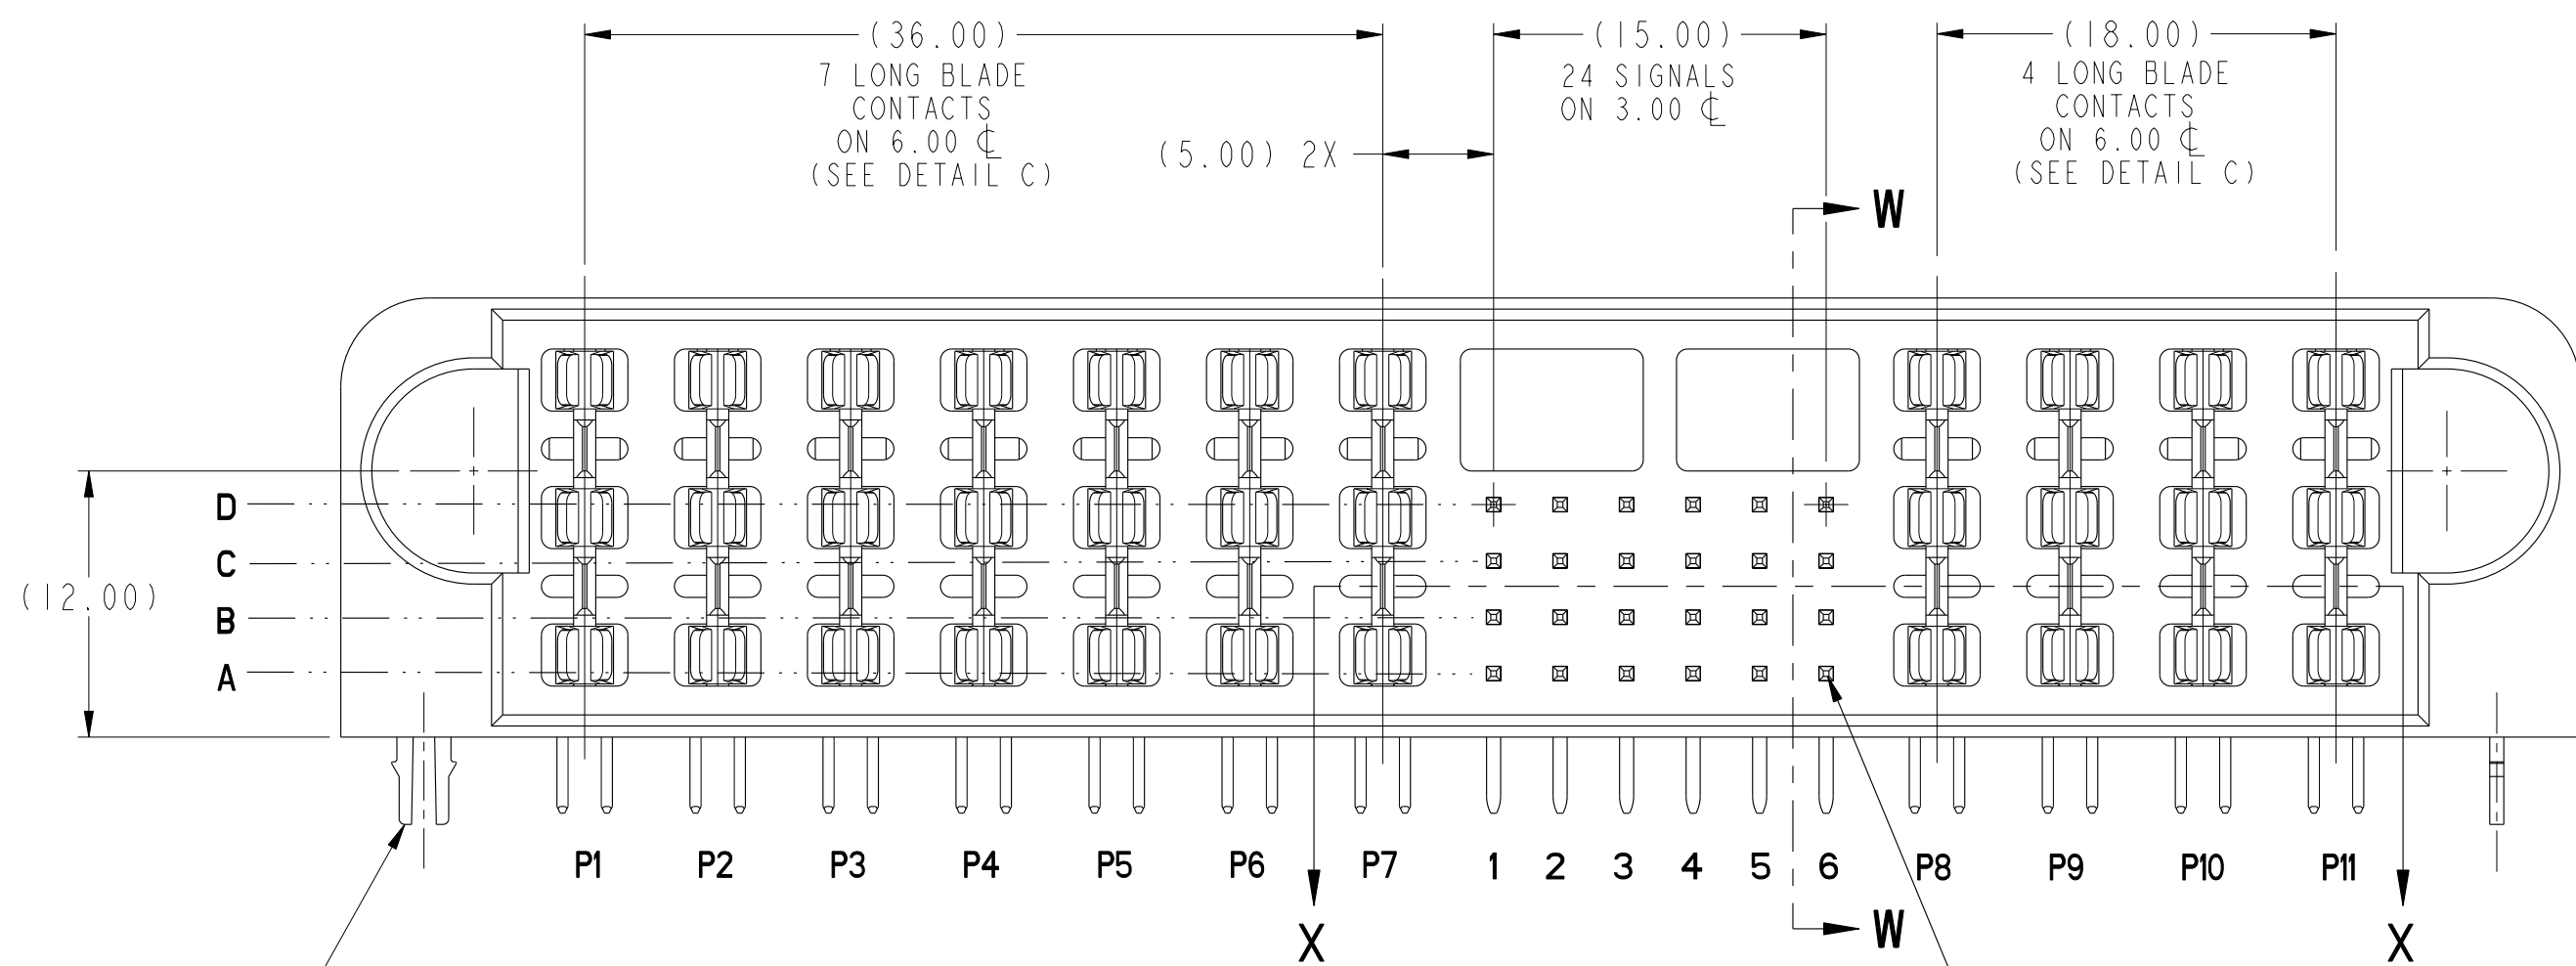 (36.00)
7 LONG BLADE
CONTACTS
ON 6.00 ℄
(SEE DETAIL C)
(5.00) 2X
(15.00)
24 SIGNALS
ON 3.00 ℄
(18.00)
4 LONG BLADE
CONTACTS
ON 6.00 ℄
(SEE DETAIL C)
W
D
C
B
A
(12.00)
P1 P2 P3 P4 P5 P6 P7 1 2 3 4 5 6 P8 P9 P10 P11
X
W
X